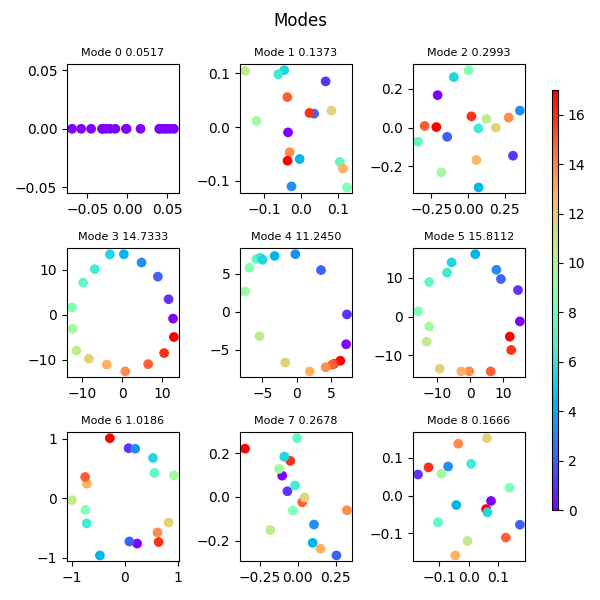 Modes
Mode 0 0.0517
Mode 1 0.1373
Mode 2 0.2993
0.05
0.00
−0.05
−0.05 0.00 0.05
0.1
0.0
−0.1
−0.1 0.0 0.1
0.2
0.0
−0.2
−0.25 0.00 0.25
Mode 3 14.7333
Mode 4 11.2450
Mode 5 15.8112
10
0
−10
−10 0 10
5
0
−5
−5 0 5
10
0
−10
−10 0 10
Mode 6 1.0186
Mode 7 0.2678
Mode 8 0.1666
1
0
−1
−1 0 1
0.2
0.0
−0.2
−0.25 0.00 0.25
0.1
0.0
−0.1
−0.1 0.0 0.1
16
14
12
10
8
6
4
2
0